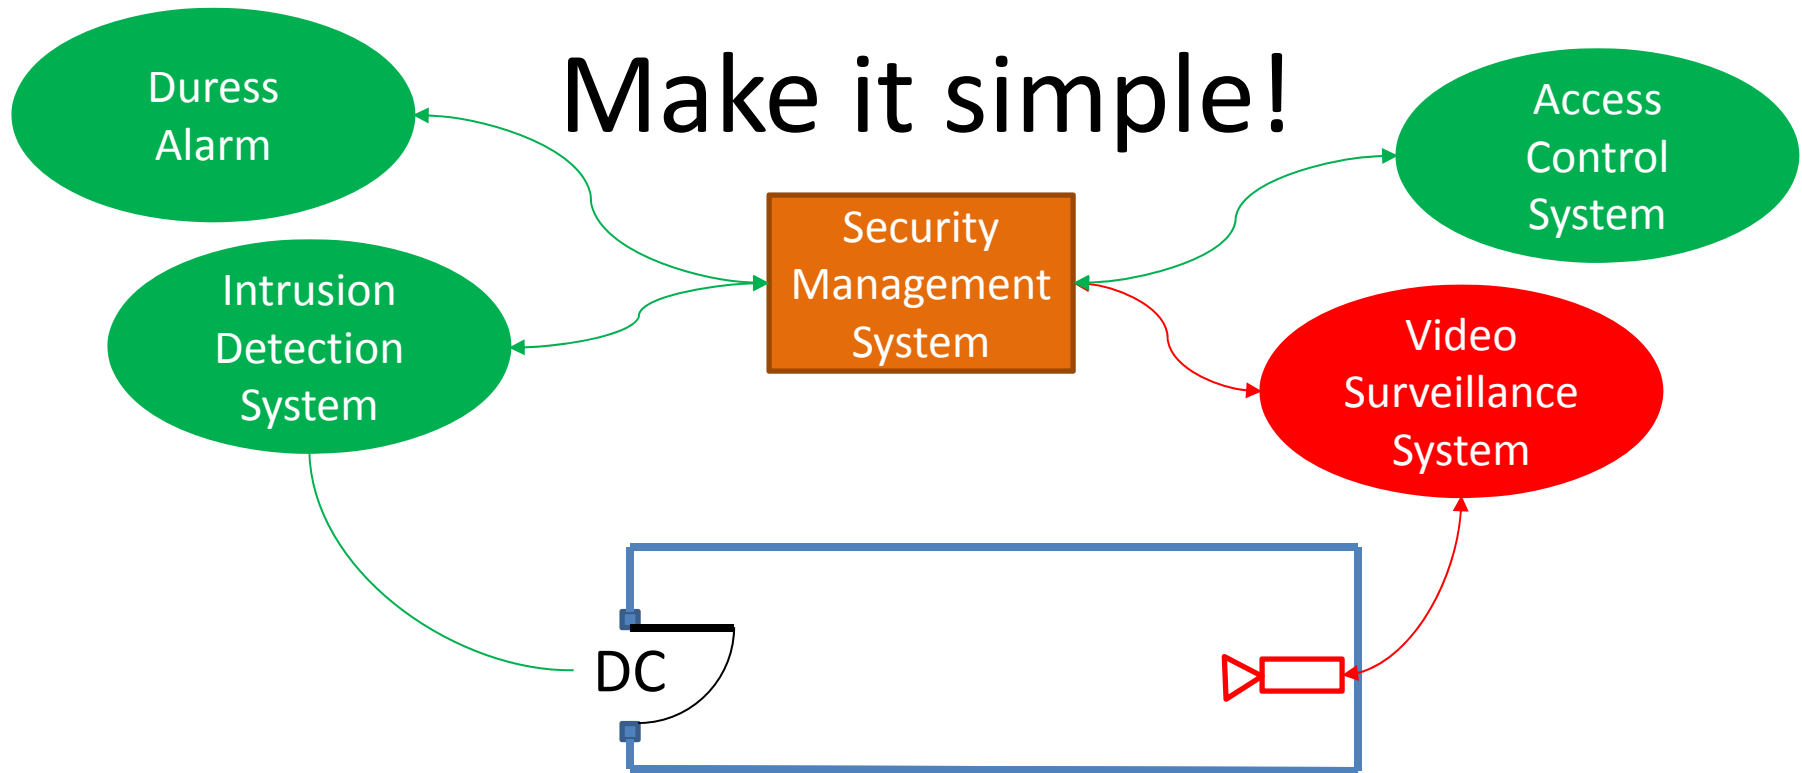 Make it simple!
Duress
Alarm
Access
Control
System
Security
Management
System
Intrusion
Detection
System
Video
Surveillance
System
DC